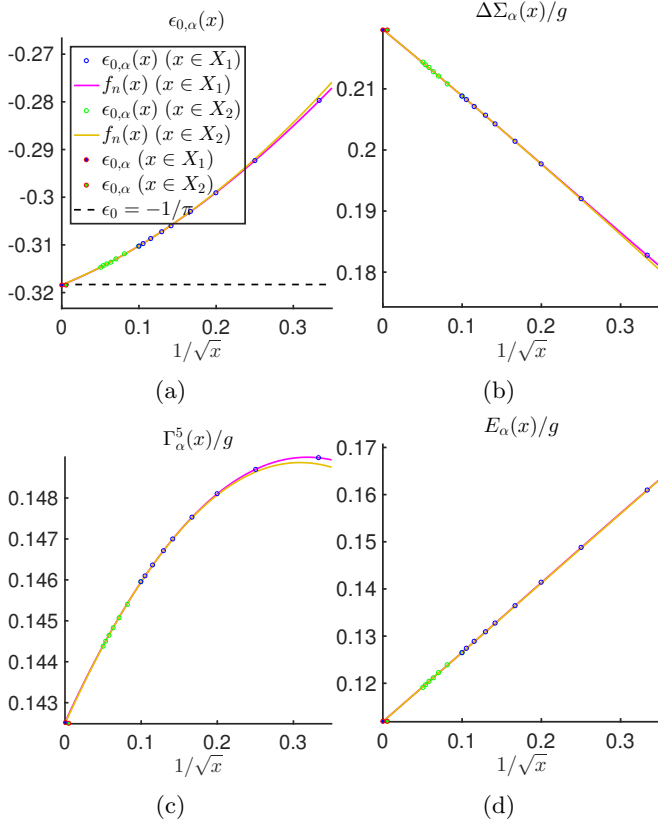 ϵ₀,α(x)
-0.27
-0.28
-0.29
-0.3
-0.31
-0.32
ϵ₀,α(x) (x ∈ X₁)
fₙ(x) (x ∈ X₁)
ϵ₀,α(x) (x ∈ X₂)
fₙ(x) (x ∈ X₂)
ϵ₀,α (x ∈ X₁)
ϵ₀,α (x ∈ X₂)
ϵ₀ = −1/π
0 0.1 0.2 0.3
1/√x
(a)
ΔΣα(x)/g
0.21
0.2
0.19
0.18
0 0.1 0.2 0.3
1/√x
(b)
Γ⁵α(x)/g
0.148
0.147
0.146
0.145
0.144
0.143
0 0.1 0.2 0.3
1/√x
(c)
Eα(x)/g
0.17
0.16
0.15
0.14
0.13
0.12
0 0.1 0.2 0.3
1/√x
(d)